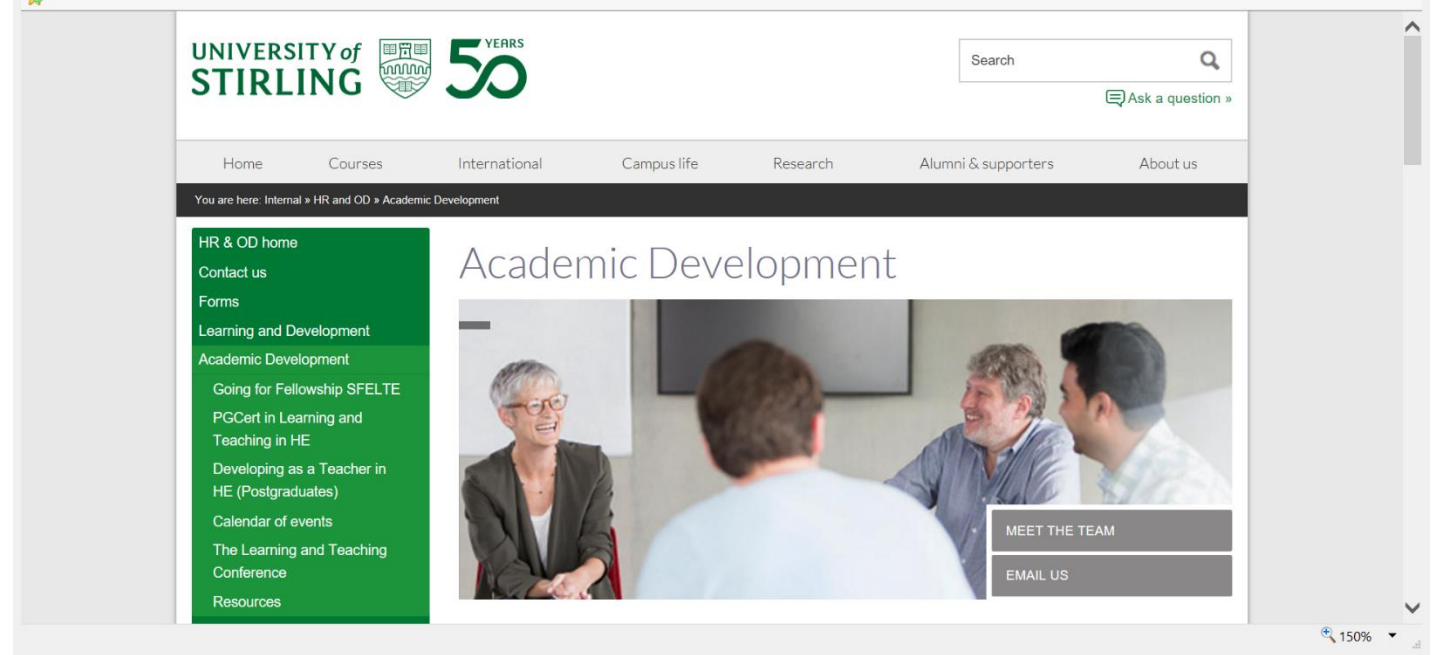 UNIVERSITY of
STIRLING
50
YEARS
Search
Ask a question »
Home Courses International Campus life Research Alumni & supporters About us
You are here: Internal » HR and OD » Academic Development
HR & OD home
Contact us
Forms
Learning and Development
Academic Development
Going for Fellowship SFELTE
PGCert in Learning and
Teaching in HE
Developing as a Teacher in
HE (Postgraduates)
Calendar of events
The Learning and Teaching
Conference
Resources
Academic Development
MEET THE TEAM
EMAIL US
150%